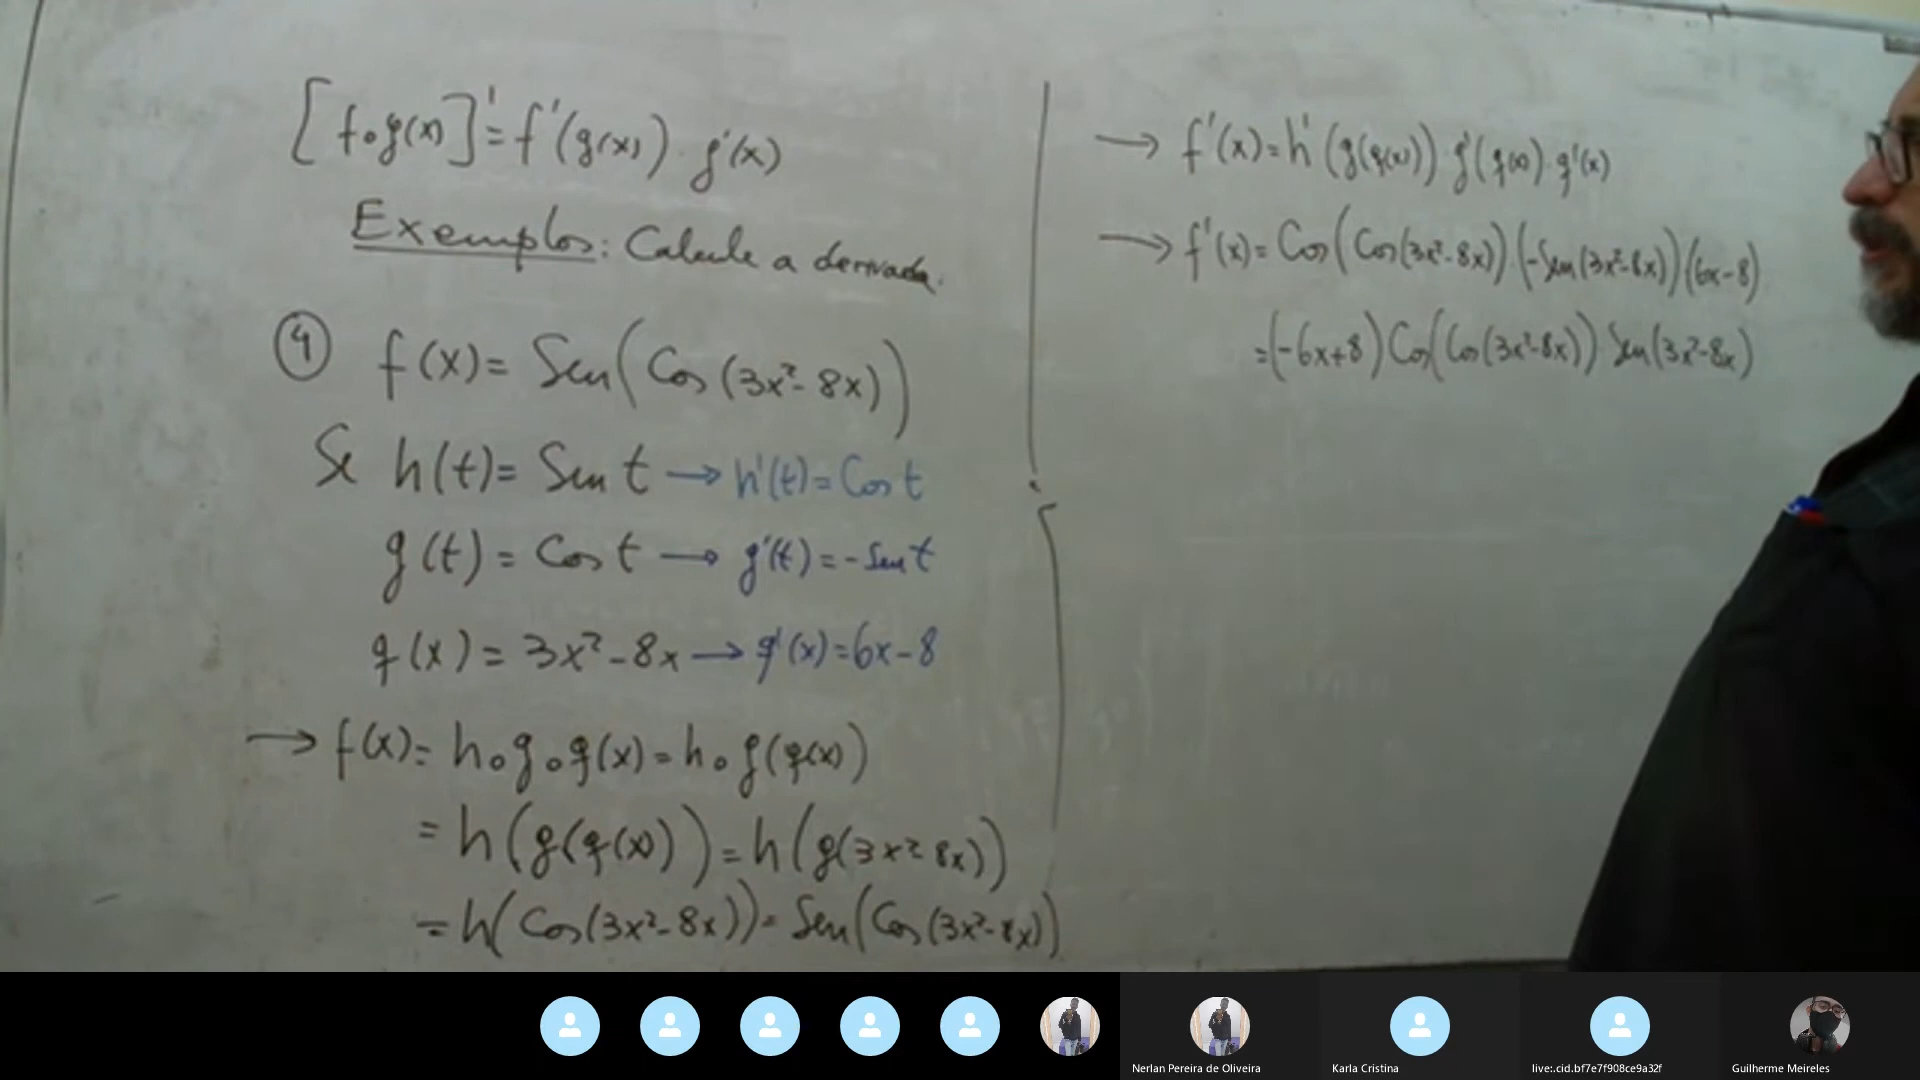 [f∘g(x)]' = f'(g(x)) · g'(x)
Exemplos: Calcule a derivada.
④ f(x) = Sen(Cos(3x²-8x))
Se h(t) = Sen t → h'(t) = Cos t
g(t) = Cos t → g'(t) = -Sen t
q(x) = 3x²-8x → q'(x) = 6x-8
→ f(x) = h∘g∘q(x) = h∘g(q(x))
= h(g(q(x))) = h(g(3x²-8x))
= h(Cos(3x²-8x)) = Sen(Cos(3x²-8x))
→ f'(x) = h'(g(q(x))) · g'(q(x)) · q'(x)
→ f'(x) = Cos(Cos(3x²-8x)) · (-Sen(3x²-8x)) (6x-8)
= (-6x+8) Cos(Cos(3x²-8x)) · Sen(3x²-8x)
Nerlan Pereira de Oliveira
Karla Cristina
live:.cid.bf7e7f908ce9a32f
Guilherme Meireles